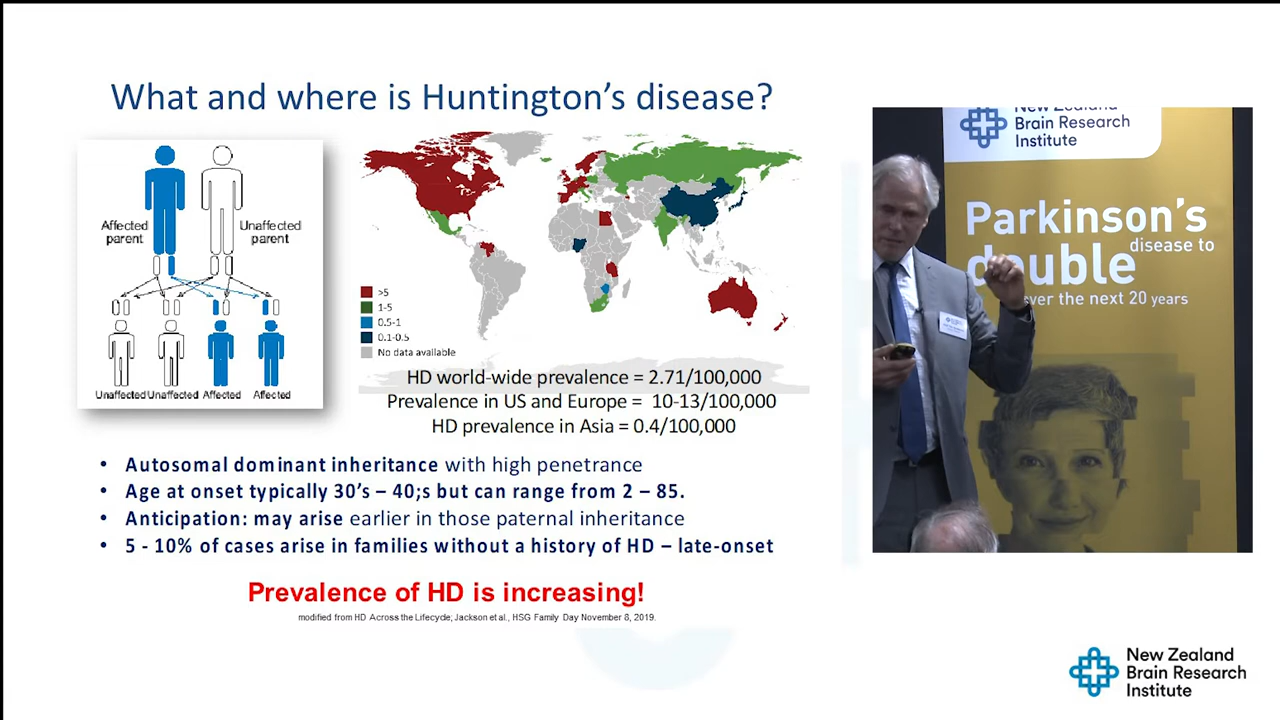 What and where is Huntington's disease?
Affected
parent
Unaffected
parent
Unaffected Unaffected Affected Affected
>5
1-5
0.5-1
0.1-0.5
No data available
HD world-wide prevalence = 2.71/100,000
Prevalence in US and Europe = 10-13/100,000
HD prevalence in Asia = 0.4/100,000
• Autosomal dominant inheritance with high penetrance
• Age at onset typically 30's – 40;s but can range from 2 – 85.
• Anticipation: may arise earlier in those paternal inheritance
• 5 - 10% of cases arise in families without a history of HD – late-onset
Prevalence of HD is increasing!
modified from HD Across the Lifecycle; Jackson et al., HSG Family Day November 8, 2019.
New Zealand
Brain Research
Institute
Parkinson's
disease to
double
over the next 20 years
New Zealand
Brain Research
Institute